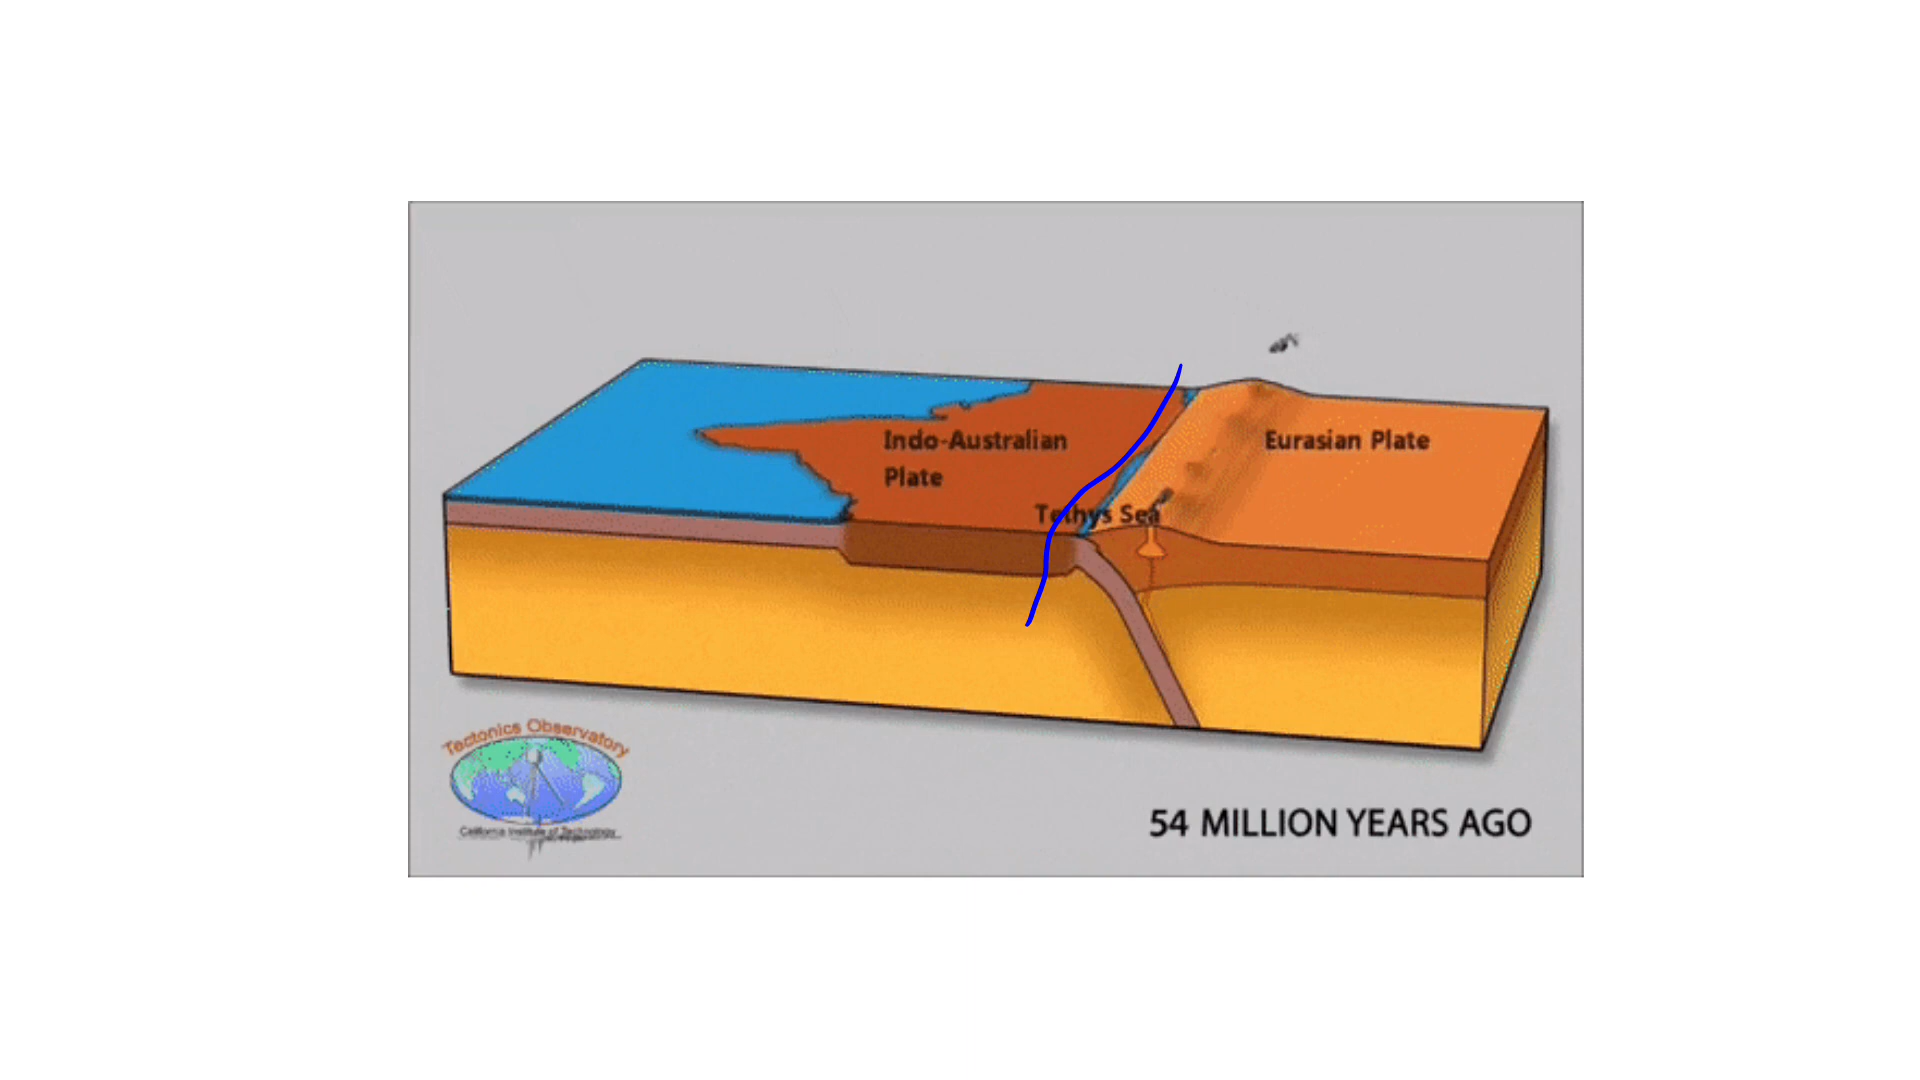 Indo-Australian
Plate
Eurasian Plate
Tethys Sea
Tectonics Observatory
California Institute of Technology
54 MILLION YEARS AGO